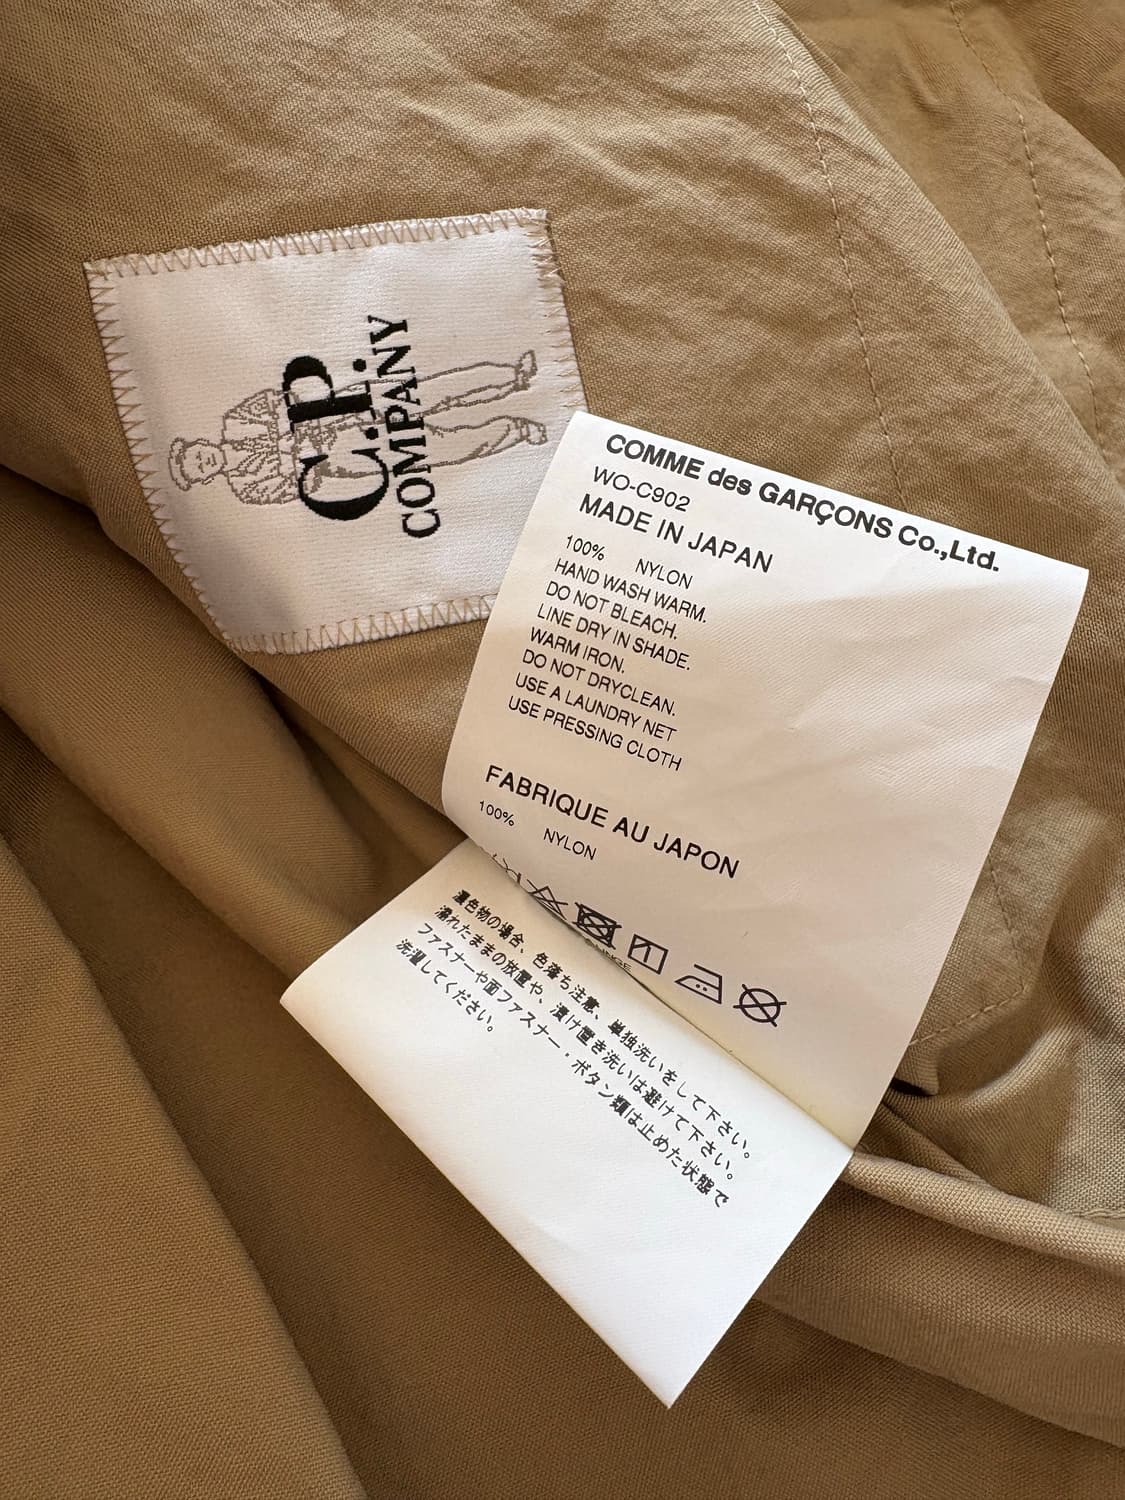 C.P.
COMPANY
COMME des GARÇONS Co.,Ltd.
WO-C902
MADE IN JAPAN
100% NYLON
HAND WASH WARM.
DO NOT BLEACH.
LINE DRY IN SHADE.
WARM IRON.
DO NOT DRYCLEAN.
USE A LAUNDRY NET
USE PRESSING CLOTH
FABRIQUE AU JAPON
100% NYLON
濃色物の場合、色落ち注意、単独洗いをして下さい。
濡れたままの放置や、漬け置き洗いは避けて下さい。
ファスナーや面ファスナー・ボタン類は止めた状態で
洗濯してください。